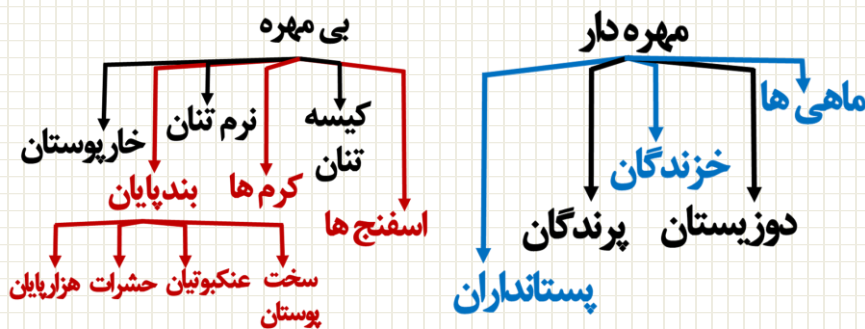 مهره دار
ماهی ها
دوزیستان
خزندگان
پرندگان
پستانداران
بی مهره
اسفنج ها
کیسه
تنان
کرم ها
نرم تنان
بندپایان
خارپوستان
سخت
پوستان
عنکبوتیان
حشرات
هزارپایان